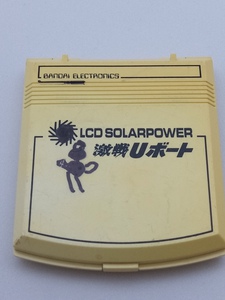 BANDAI ELECTRONICS
LCD SOLARPOWER
激戦Uボート